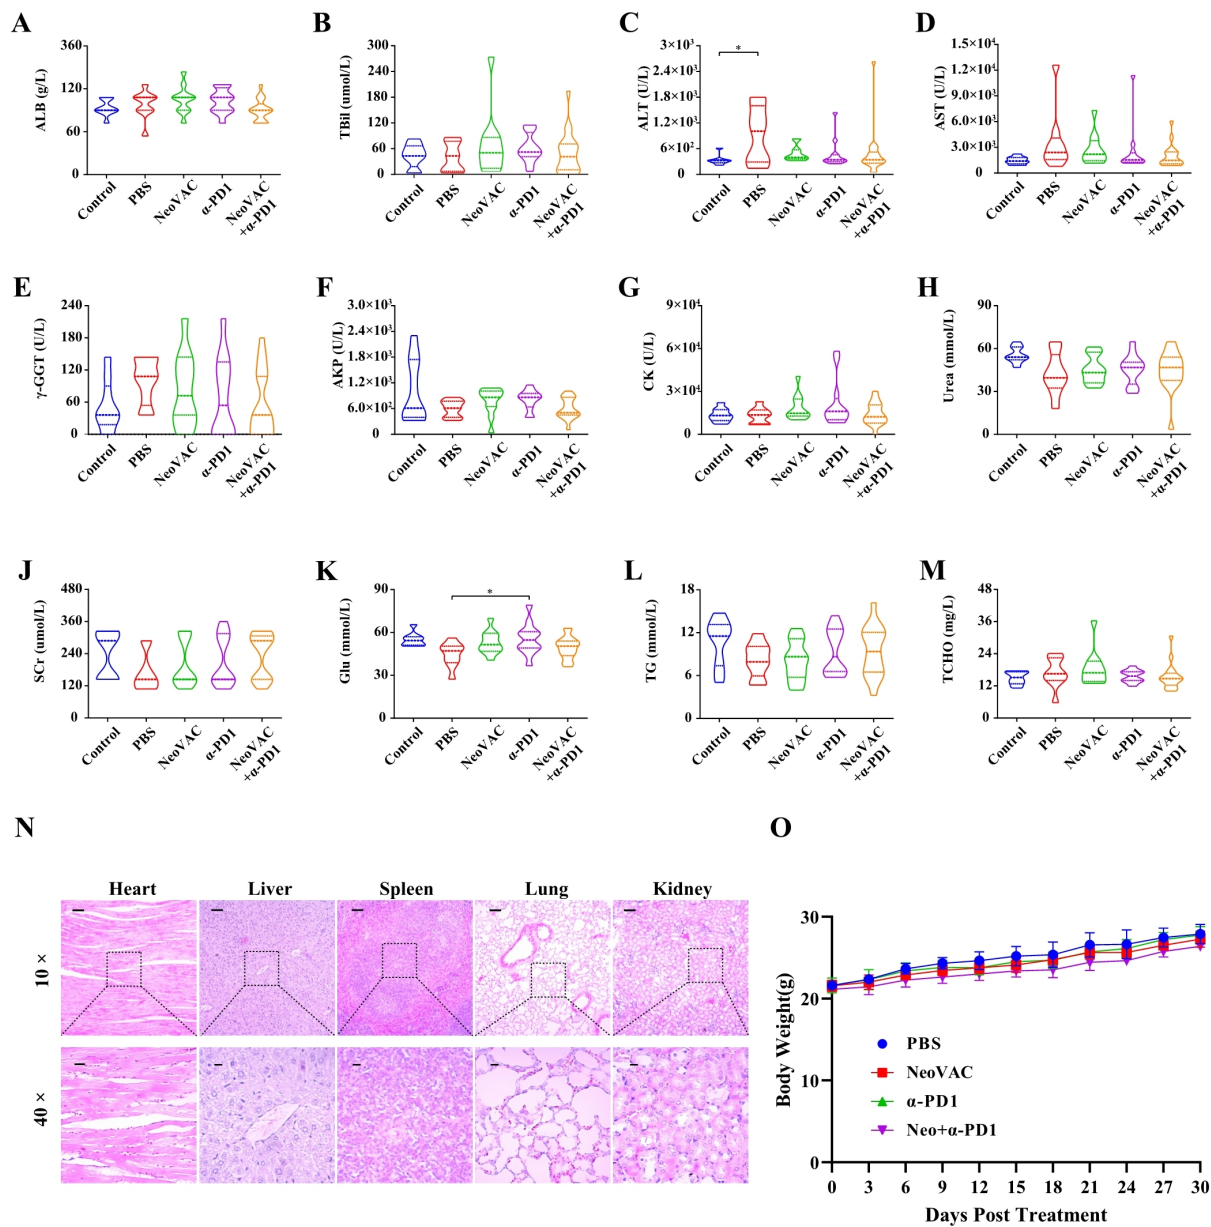 A
ALB (g/L)
360
120
60
0
Control
PBS
NeoVAC
α-PD1
NeoVAC
+α-PD1
B
TBil (umol/L)
300
240
180
120
60
0
Control
PBS
NeoVAC
α-PD1
NeoVAC
+α-PD1
C
ALT (U/L)
3×10³
2.4×10³
1.8×10³
1.2×10³
6×10²
0
*
Control
PBS
NeoVAC
α-PD1
NeoVAC
+α-PD1
D
AST (U/L)
1.5×10⁴
1.2×10⁴
9.0×10³
6.0×10³
3.0×10³
0
Control
PBS
NeoVAC
α-PD1
NeoVAC
+α-PD1
E
γ-GGT (U/L)
240
180
120
60
0
Control
PBS
NeoVAC
α-PD1
NeoVAC
+α-PD1
F
AKP (U/L)
3.0×10³
2.4×10³
1.8×10³
1.2×10³
6.0×10²
0
Control
PBS
NeoVAC
α-PD1
NeoVAC
+α-PD1
G
CK (U/L)
9×10⁴
6×10⁴
3×10⁴
0
Control
PBS
NeoVAC
α-PD1
NeoVAC
+α-PD1
H
Urea (mmol/L)
90
60
30
0
Control
PBS
NeoVAC
α-PD1
NeoVAC
+α-PD1
J
SCr (umol/L)
480
360
240
120
0
Control
PBS
NeoVAC
α-PD1
NeoVAC
+α-PD1
K
Glu (mmol/L)
90
60
30
0
*
Control
PBS
NeoVAC
α-PD1
NeoVAC
+α-PD1
L
TG (mmol/L)
18
12
6
0
Control
PBS
NeoVAC
α-PD1
NeoVAC
+α-PD1
M
TCHO (mg/L)
48
36
24
12
0
Control
PBS
NeoVAC
α-PD1
NeoVAC
+α-PD1
N
Heart Liver Spleen Lung Kidney
10 ×
40 ×
O
Body Weight(g)
30
20
10
0
PBS
NeoVAC
α-PD1
Neo+α-PD1
0 3 6 9 12 15 18 21 24 27 30
Days Post Treatment